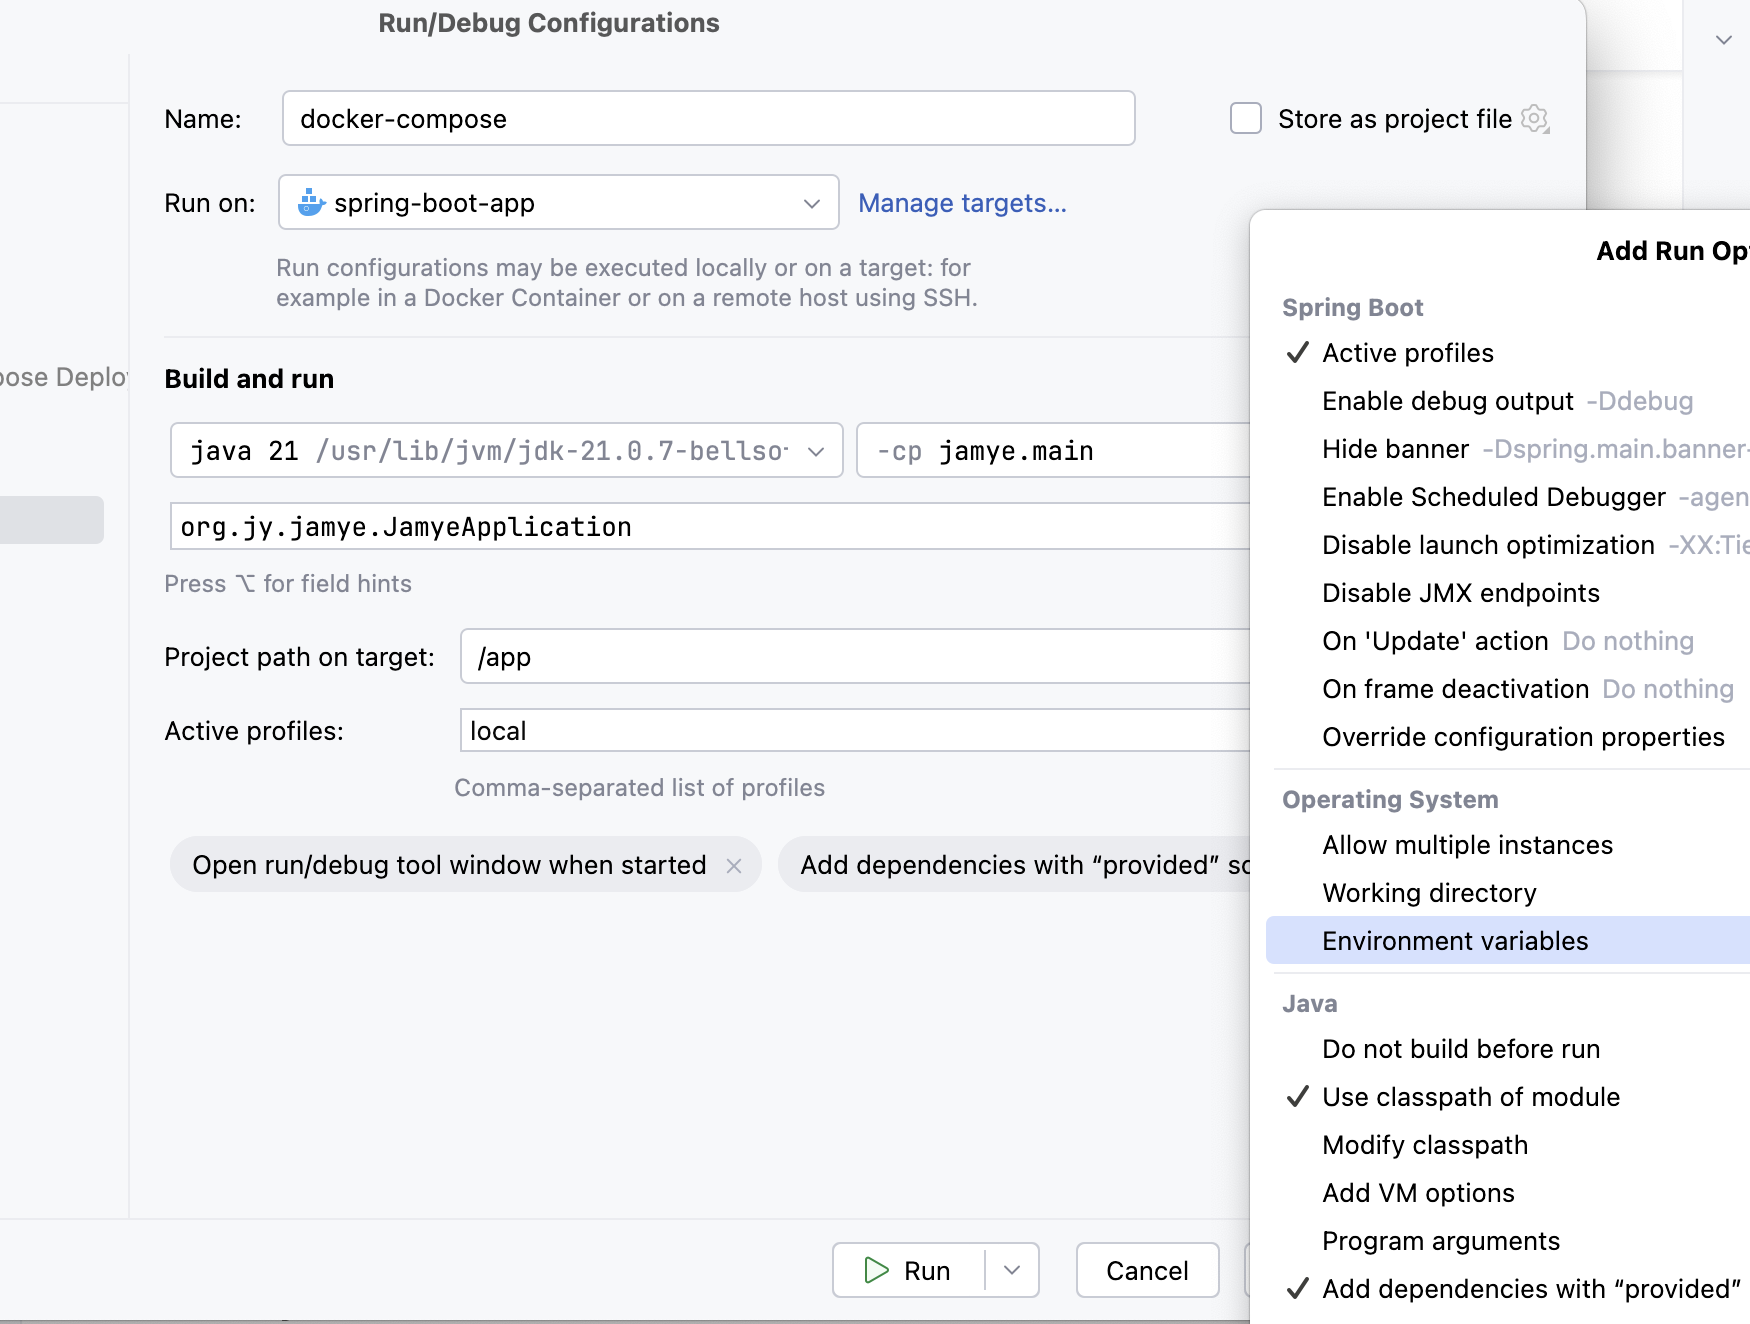 Run/Debug Configurations
Name:
docker-compose
Store as project file
Run on:
spring-boot-app
Manage targets...
Run configurations may be executed locally or on a target: for
example in a Docker Container or on a remote host using SSH.
Deploy
Build and run
java 21 /usr/lib/jvm/jdk-21.0.7-bellso
-cp jamye.main
org.jy.jamye.JamyeApplication
Press ⌥ for field hints
Project path on target:
/app
Active profiles:
local
Comma-separated list of profiles
Open run/debug tool window when started
Add dependencies with “provided” sc
Run
Cancel
Add Run Op
Spring Boot
Active profiles
Enable debug output -Ddebug
Hide banner -Dspring.main.banner-
Enable Scheduled Debugger -agen
Disable launch optimization -XX:Tie
Disable JMX endpoints
On 'Update' action Do nothing
On frame deactivation Do nothing
Override configuration properties
Operating System
Allow multiple instances
Working directory
Environment variables
Java
Do not build before run
Use classpath of module
Modify classpath
Add VM options
Program arguments
Add dependencies with “provided”